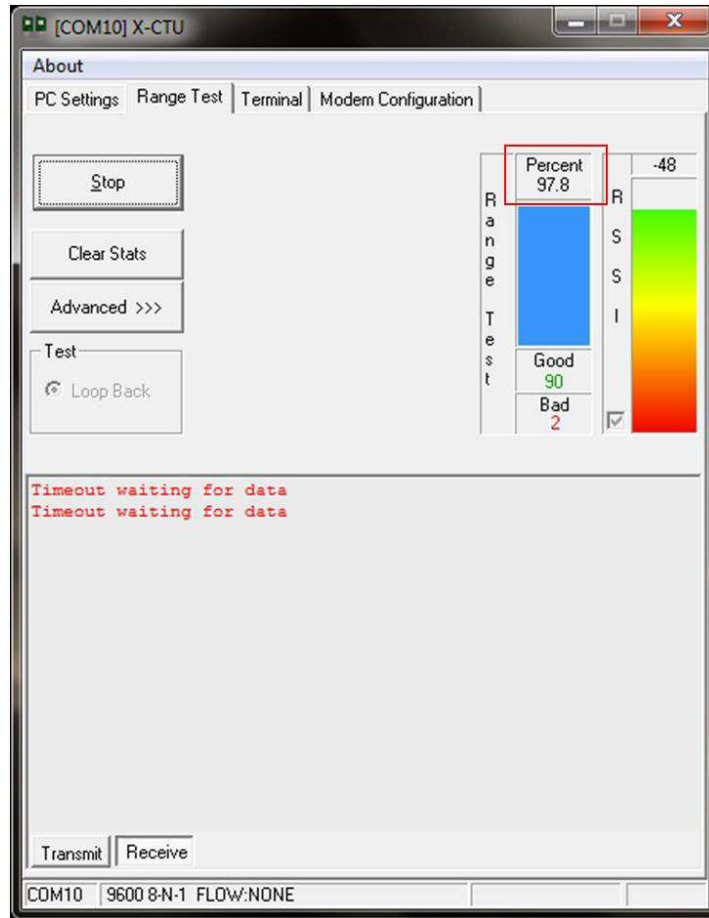 [COM10] X-CTU
About
PC Settings Range Test Terminal Modem Configuration
Stop
Clear Stats
Advanced >>>
Test
Loop Back
Range Test
Percent
97.8
Good
90
Bad
2
RSSI
-48
Timeout waiting for data
Timeout waiting for data
Transmit Receive
COM10 9600 8-N-1 FLOW:NONE